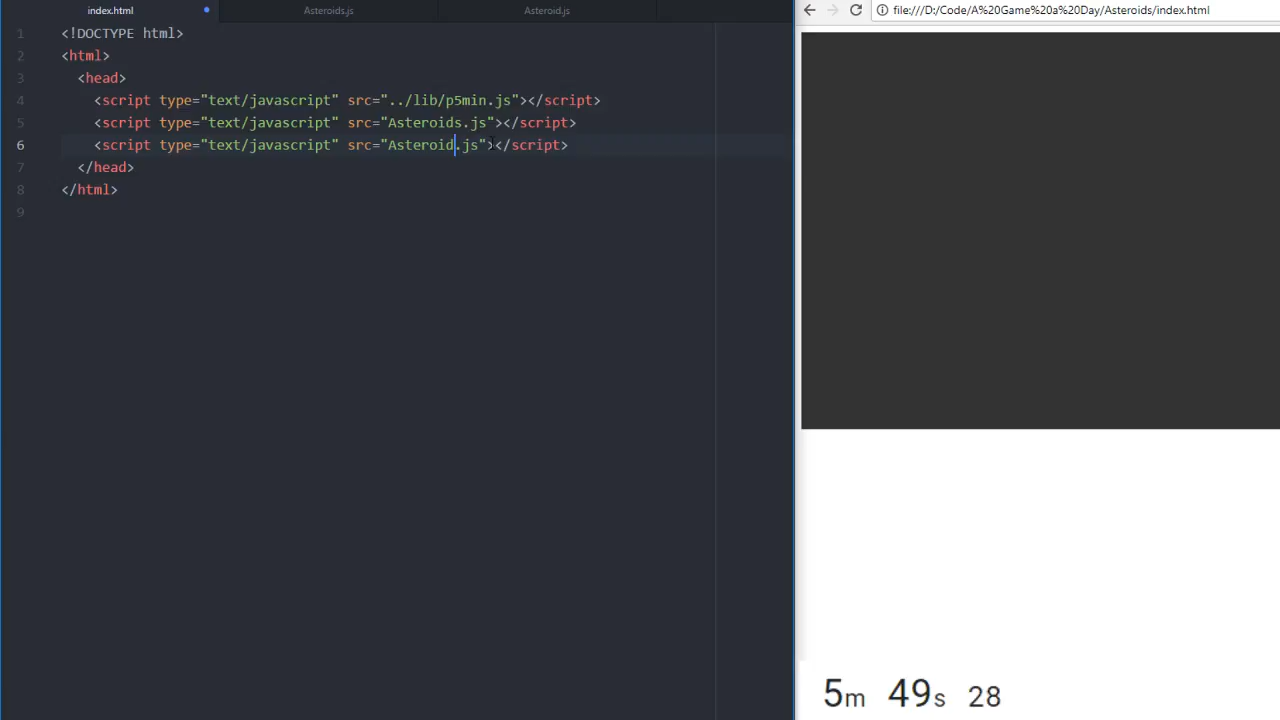 index.html Asteroids.js Asteroid.js
file:///D:/Code/A%20Game%20a%20Day/Asteroids/index.html
1 <!DOCTYPE html>
2 <html>
3 <head>
4 <script type="text/javascript" src="../lib/p5min.js"></script>
5 <script type="text/javascript" src="Asteroids.js"></script>
6 <script type="text/javascript" src="Asteroid.js"></script>
7 </head>
8 </html>
9
5m 49s 28